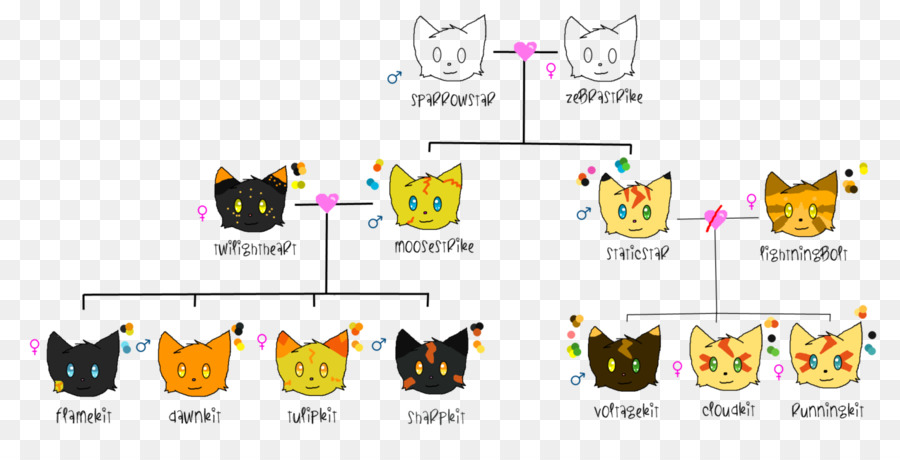 sparrowstar
zebrastrike
twilightheart
moosestrike
staticstar
lightningbolt
flamekit
dawnkit
tulipkit
sharpkit
voltagekit
cloudkit
runningkit